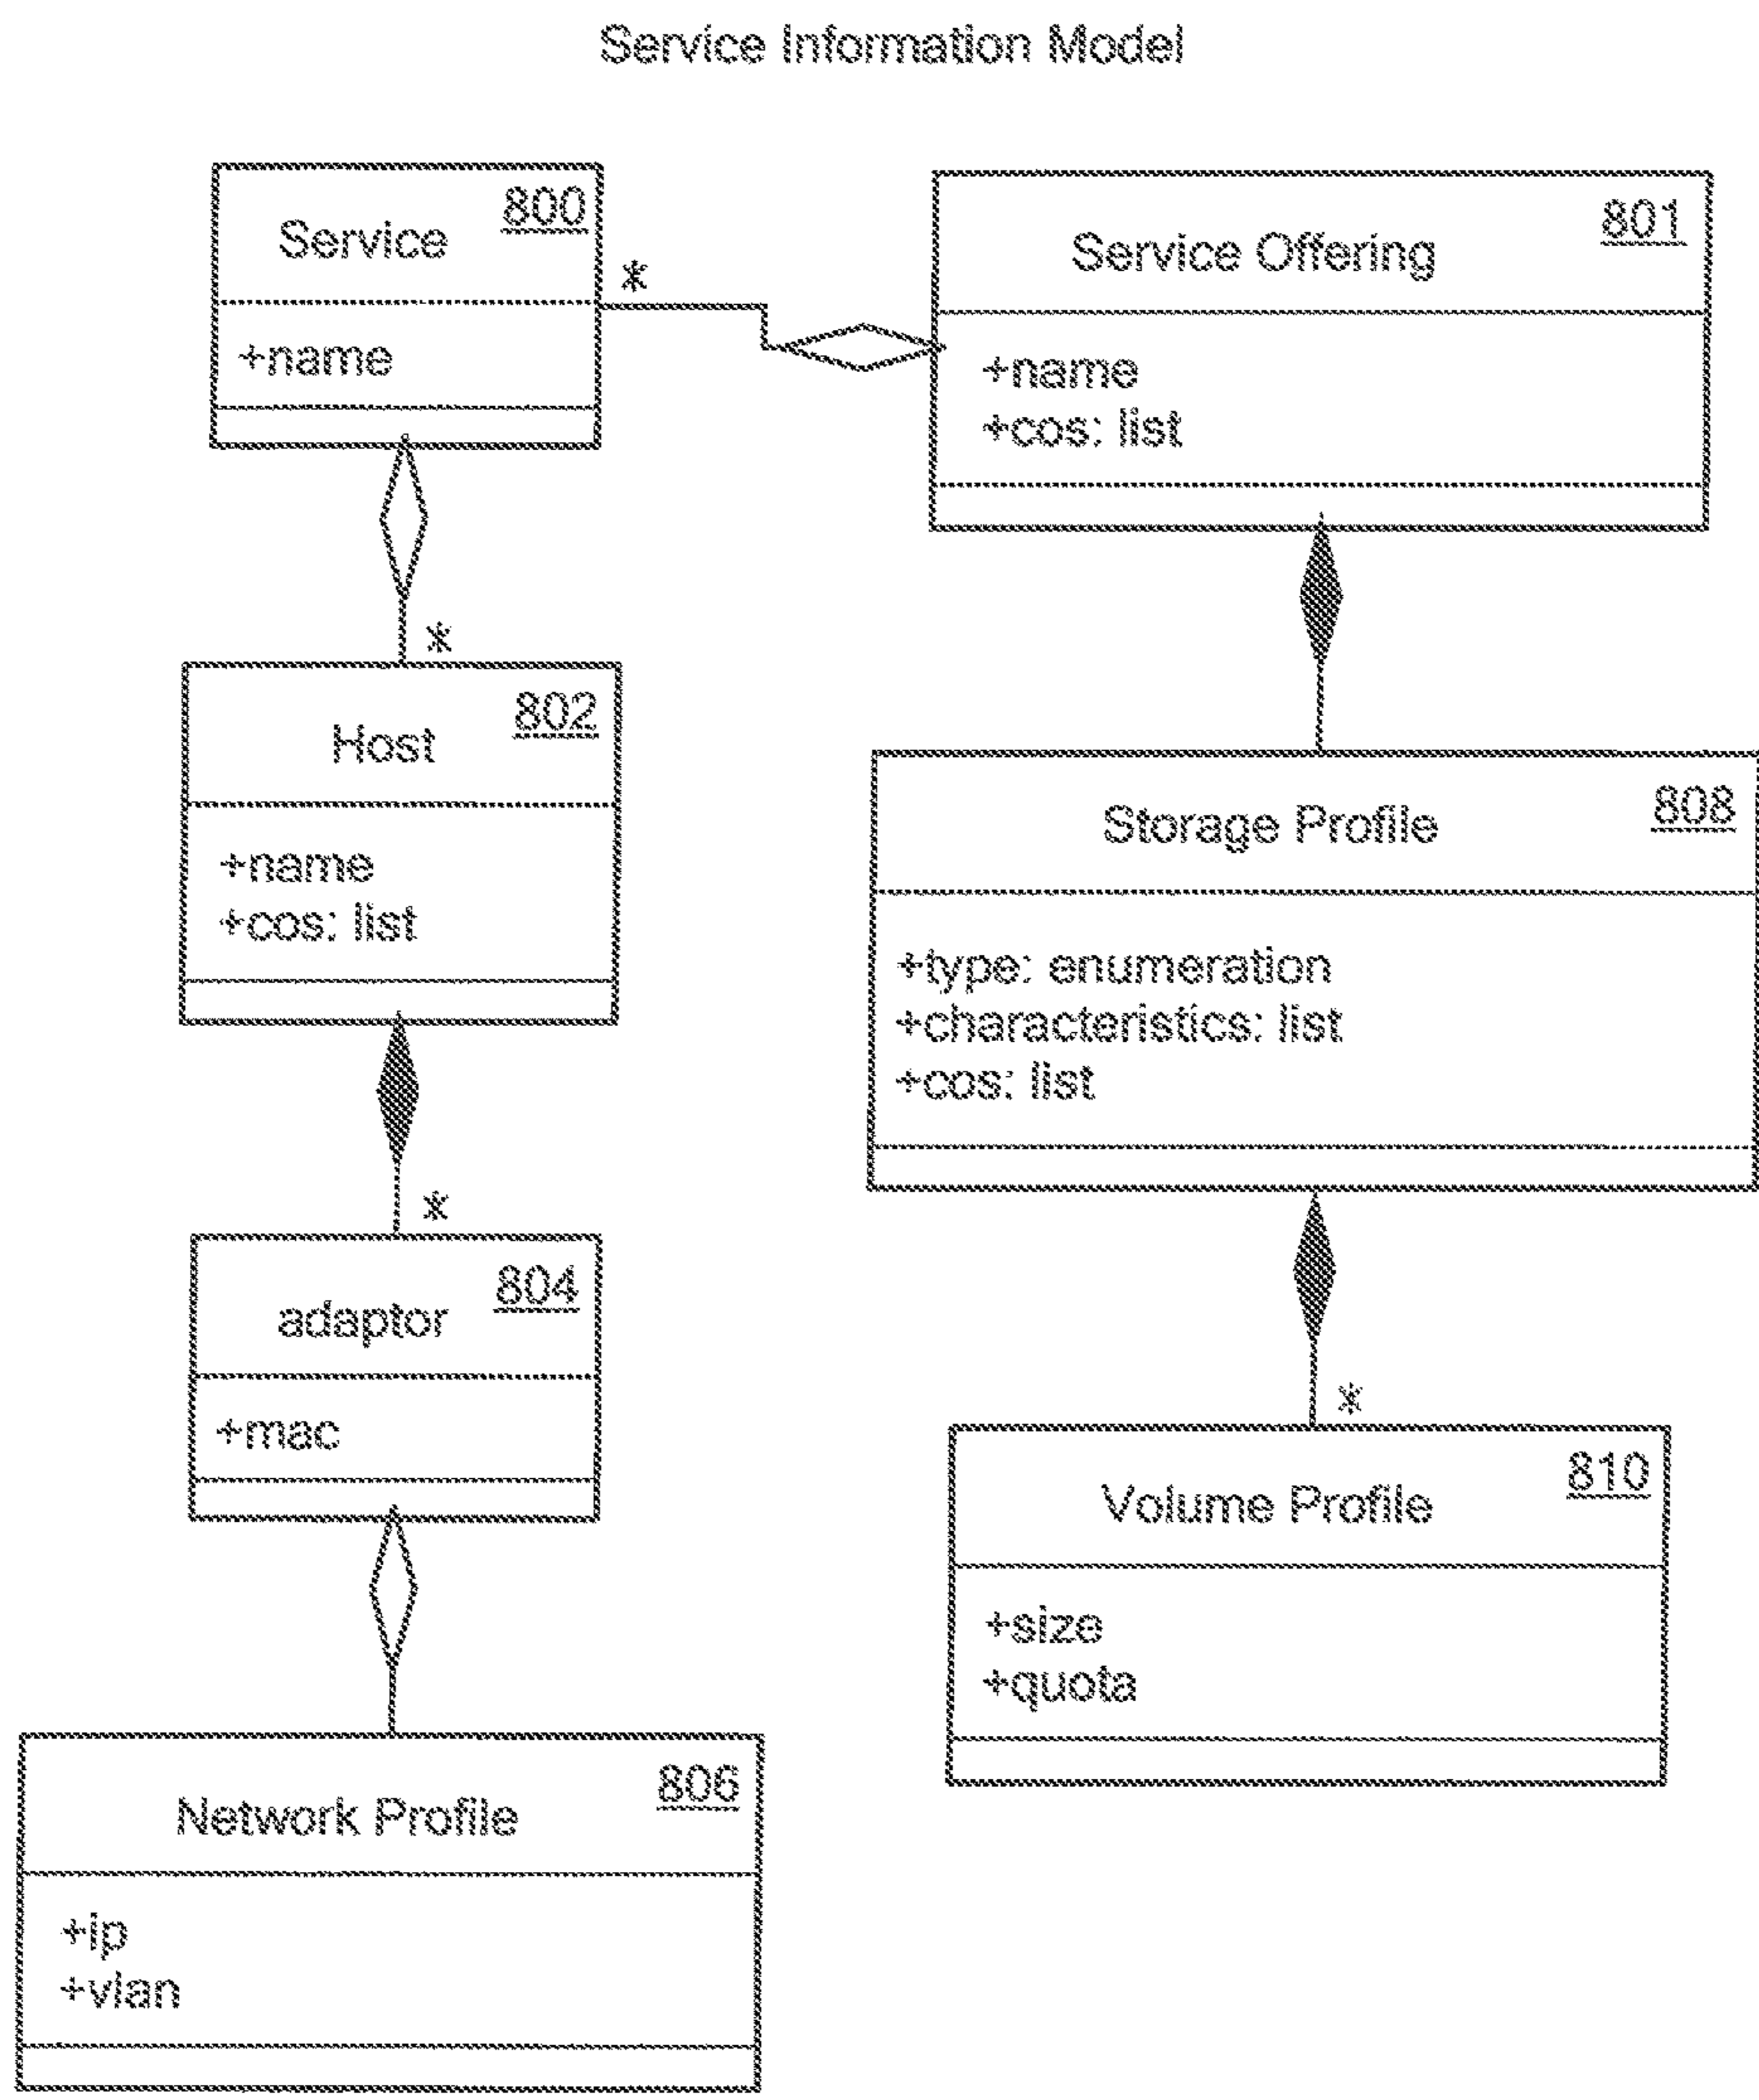 Service Information Model
800
Service
+name
*
801
Service Offering
+name
+cos: list
*
802
Host
+name
+cos: list
808
Storage Profile
+type: enumeration
+characteristics: list
+cos: list
*
804
adaptor
+mac
*
810
Volume Profile
+size
+quota
806
Network Profile
+ip
+vlan